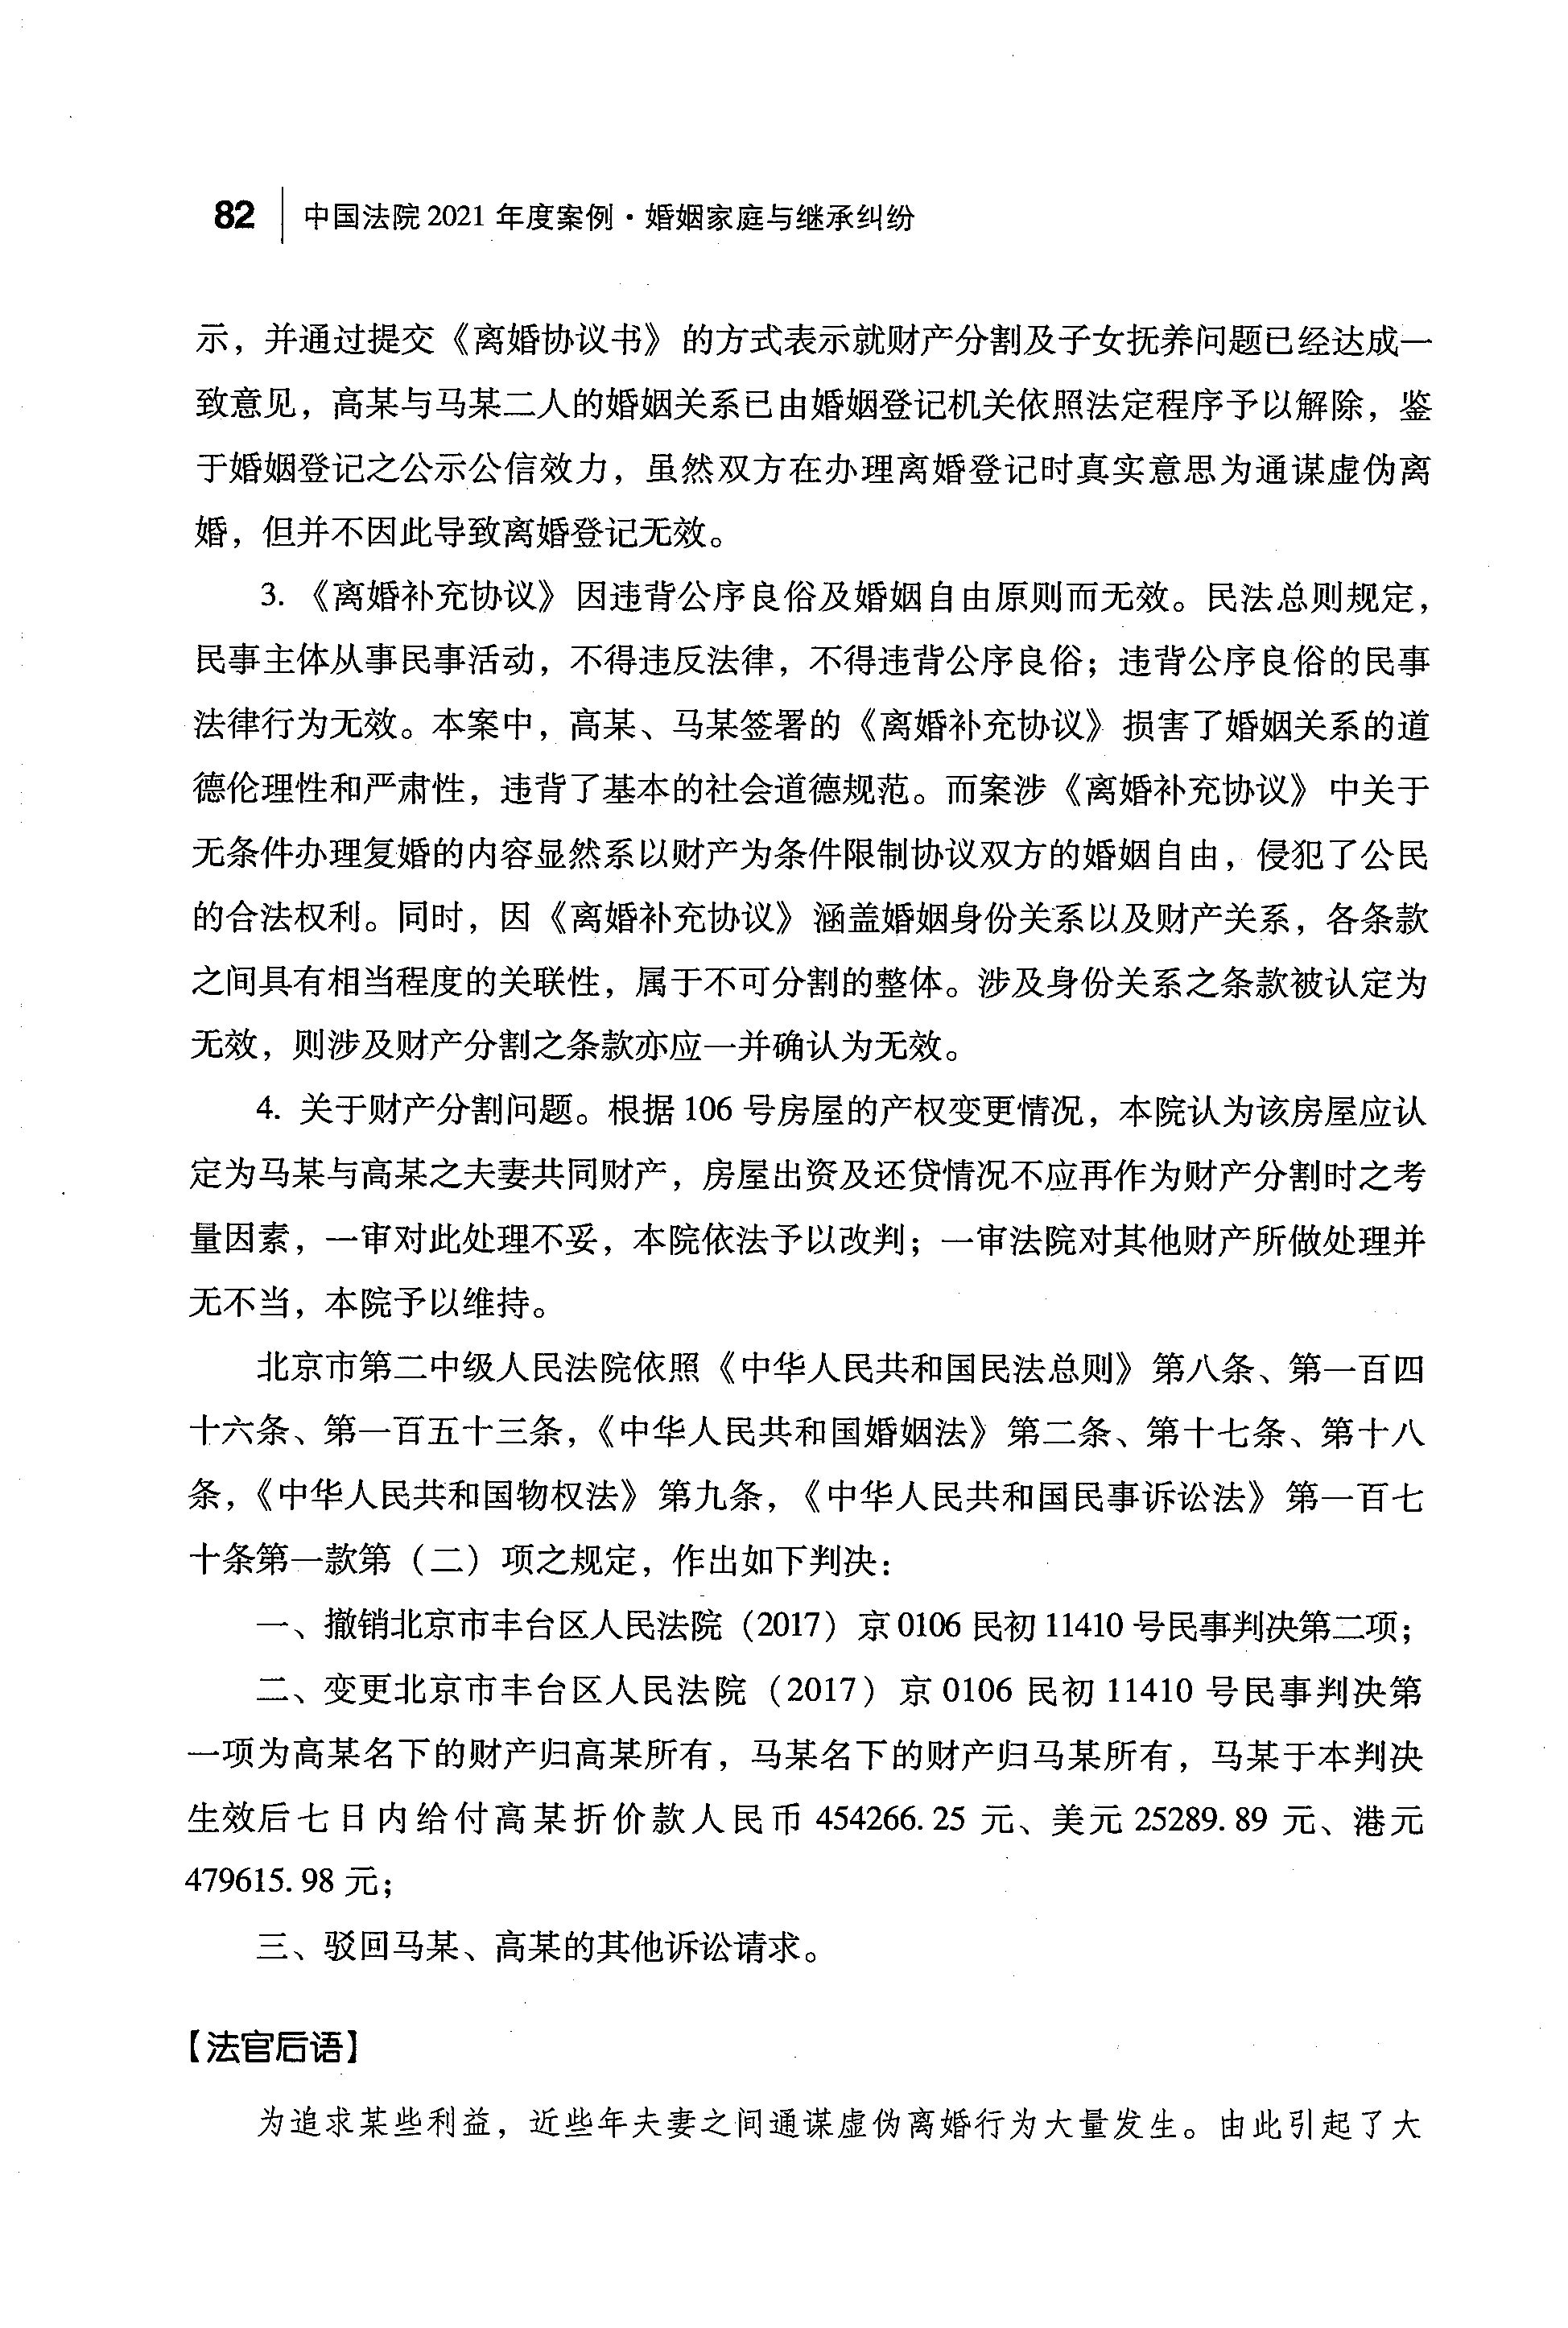 82 中国法院 2021 年度案例·婚姻家庭与继承纠纷
示，并通过提交《离婚协议书》的方式表示就财产分割及子女抚养问题已经达成一
致意见，高某与马某二人的婚姻关系已由婚姻登记机关依照法定程序予以解除，鉴
于婚姻登记之公示公信效力，虽然双方在办理离婚登记时真实意思为通谋虚伪离
婚，但并不因此导致离婚登记无效。
3. 《离婚补充协议》因违背公序良俗及婚姻自由原则而无效。民法总则规定，
民事主体从事民事活动，不得违反法律，不得违背公序良俗；违背公序良俗的民事
法律行为无效。本案中，高某、马某签署的《离婚补充协议》损害了婚姻关系的道
德伦理性和严肃性，违背了基本的社会道德规范。而案涉《离婚补充协议》中关于
无条件办理复婚的内容显然系以财产为条件限制协议双方的婚姻自由，侵犯了公民
的合法权利。同时，因《离婚补充协议》涵盖婚姻身份关系以及财产关系，各条款
之间具有相当程度的关联性，属于不可分割的整体。涉及身份关系之条款被认定为
无效，则涉及财产分割之条款亦应一并确认为无效。
4. 关于财产分割问题。根据 106 号房屋的产权变更情况，本院认为该房屋应认
定为马某与高某之夫妻共同财产，房屋出资及还贷情况不应再作为财产分割时之考
量因素，一审对此处理不妥，本院依法予以改判；一审法院对其他财产所做处理并
无不当，本院予以维持。
北京市第二中级人民法院依照《中华人民共和国民法总则》第八条、第一百四
十六条、第一百五十三条，《中华人民共和国婚姻法》第二条、第十七条、第十八
条，《中华人民共和国物权法》第九条，《中华人民共和国民事诉讼法》第一百七
十条第一款第（二）项之规定，作出如下判决：
一、撤销北京市丰台区人民法院（2017）京 0106 民初 11410 号民事判决第二项；
二、变更北京市丰台区人民法院（2017）京 0106 民初 11410 号民事判决第
一项为高某名下的财产归高某所有，马某名下的财产归马某所有，马某于本判决
生效后七日内给付高某折价款人民币 454266.25 元、美元 25289.89 元、港元
479615.98 元；
三、驳回马某、高某的其他诉讼请求。
【法官后语】
为追求某些利益，近些年夫妻之间通谋虚伪离婚行为大量发生。由此引起了大